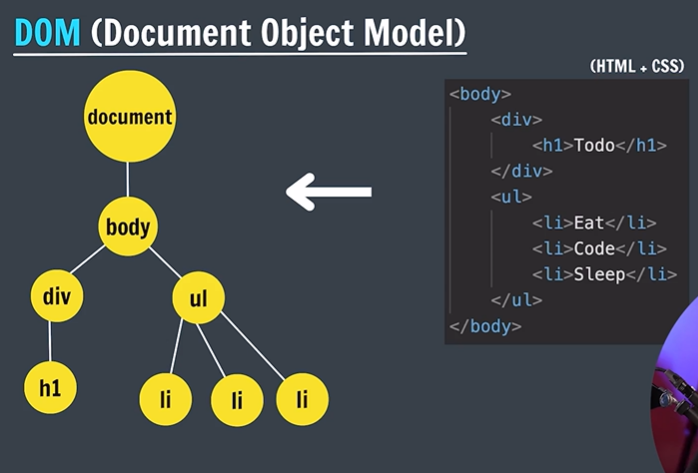 DOM (Document Object Model)
(HTML + CSS)
document
body
div
ul
h1
li
li
li
<body>
<div>
<h1>Todo</h1>
</div>
<ul>
<li>Eat</li>
<li>Code</li>
<li>Sleep</li>
</ul>
</body>